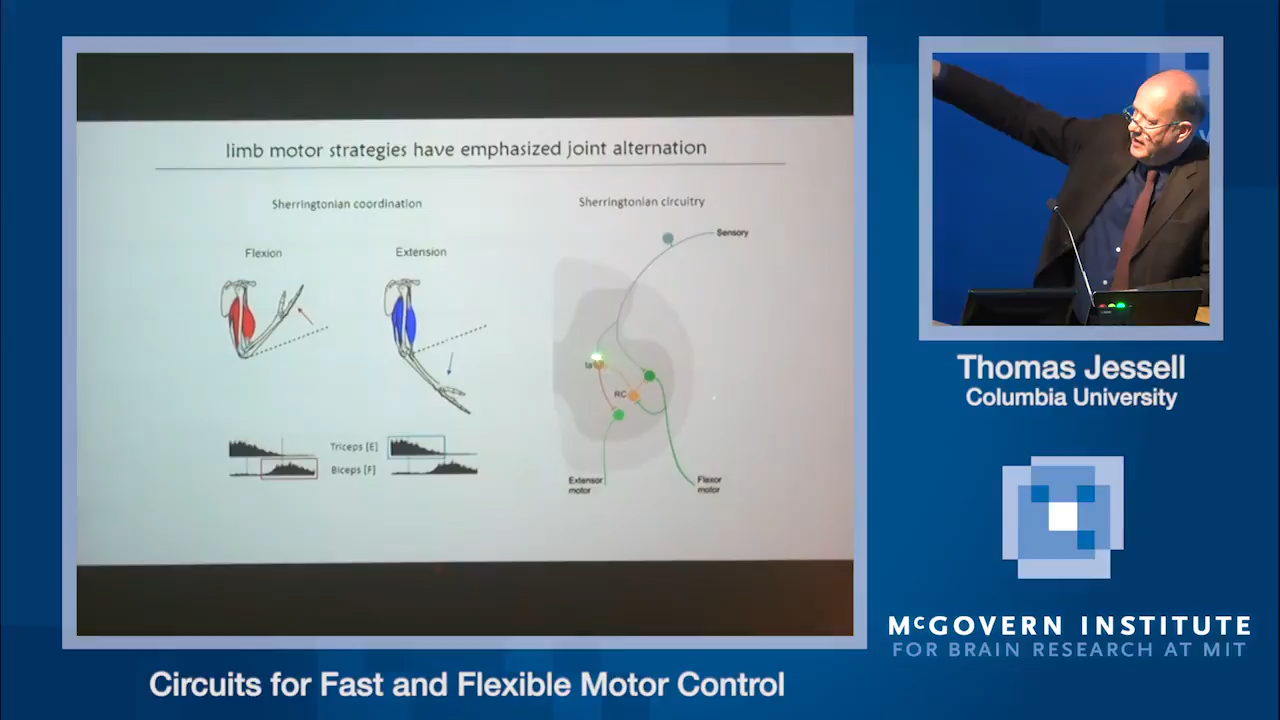 limb motor strategies have emphasized joint alternation
Sherringtonian coordination
Sherringtonian circuitry
Flexion
Extension
Sensory
Ia
RC
Triceps [E]
Biceps [F]
Extensor
motor
Flexor
motor
Thomas Jessell
Columbia University
McGOVERN INSTITUTE
FOR BRAIN RESEARCH AT MIT
Circuits for Fast and Flexible Motor Control